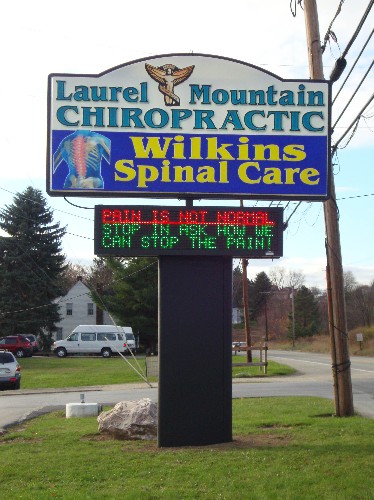 Laurel Mountain
CHIROPRACTIC
Wilkins
Spinal Care
PAIN IS NOT NORMAL
STOP IN ASK HOW WE
CAN STOP THE PAIN!